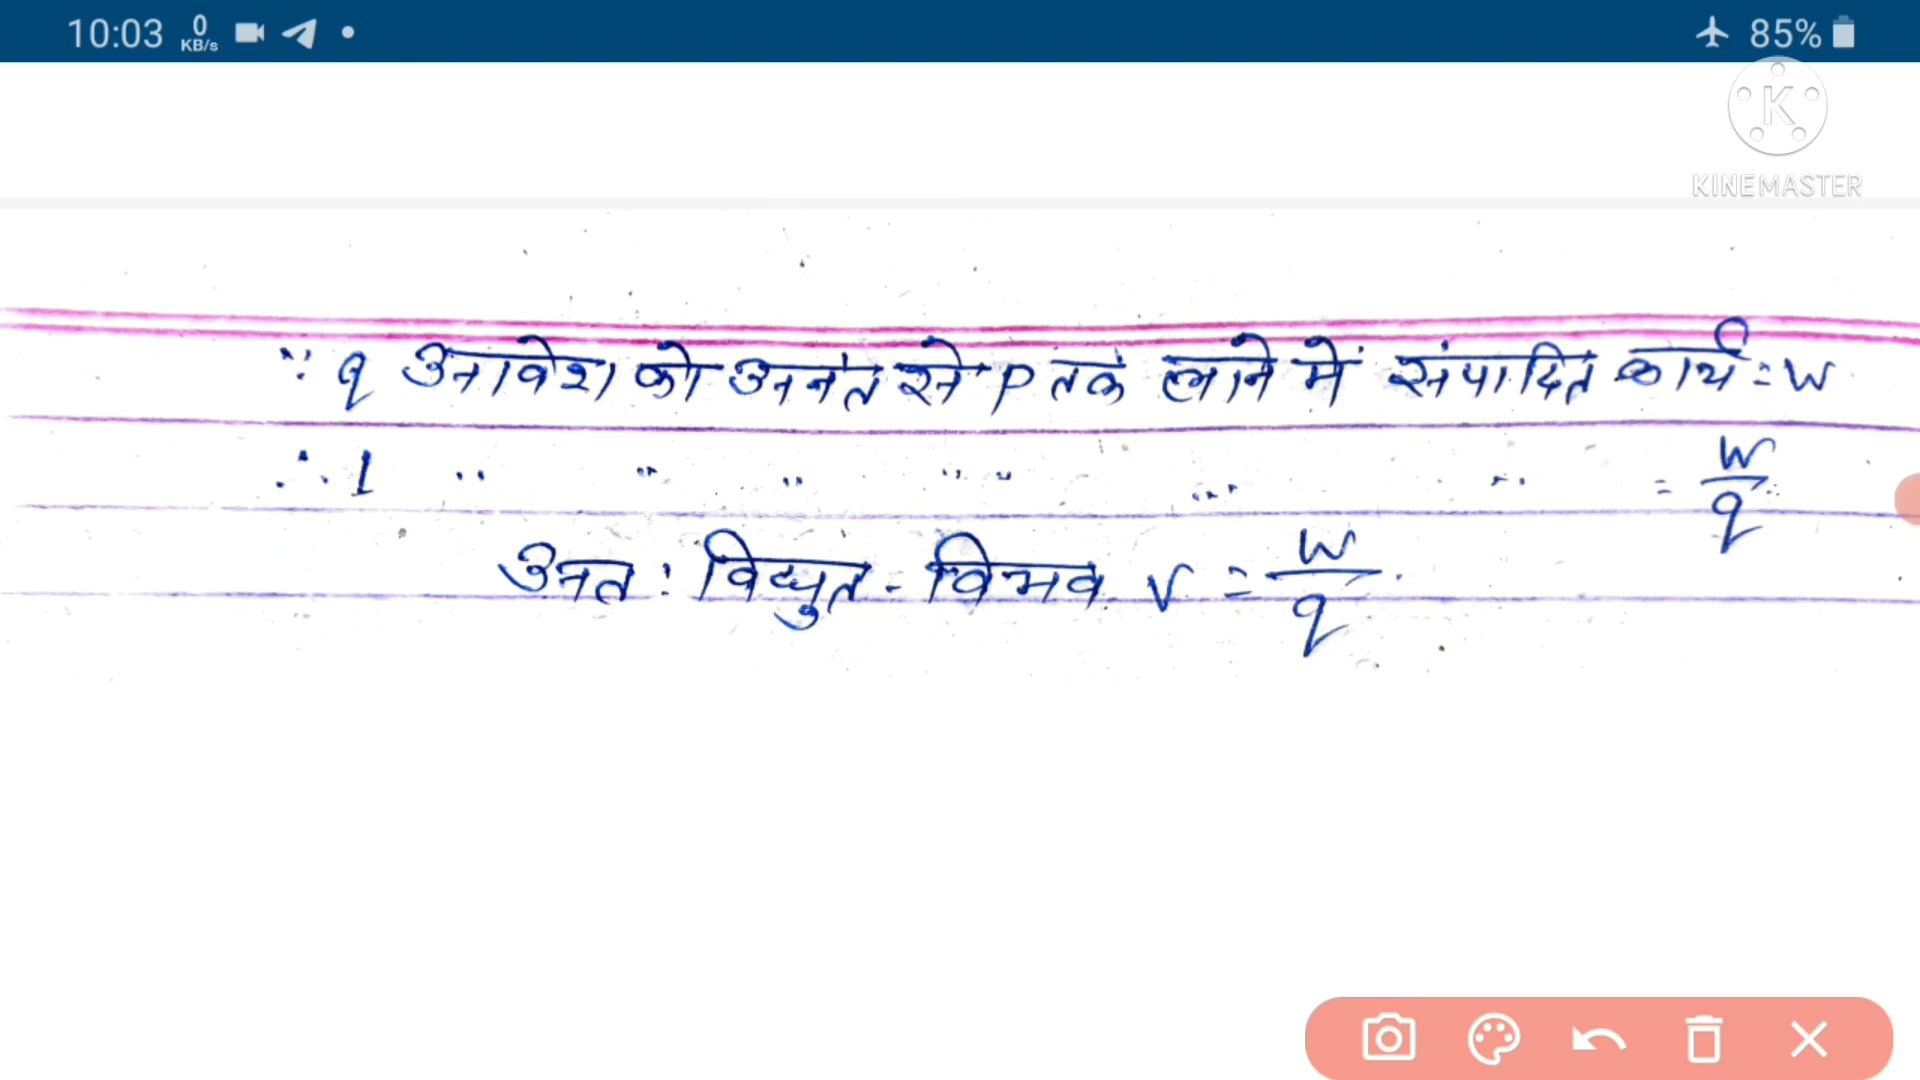 10:03 0 KB/s 85%
KINEMASTER
∵ q आवेश को अनंत से P तक लाने में संपादित कार्य = W
∴ 1 " " " " " " " = W/q
अत: विद्युत - विभव V = W/q